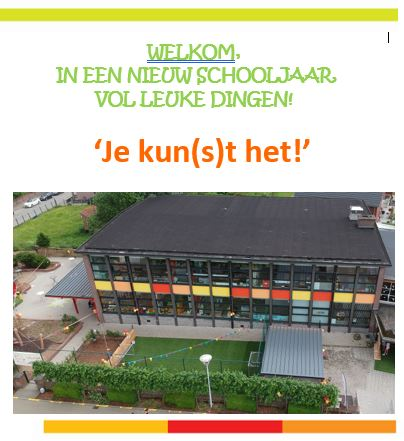 WELKOM,
IN EEN NIEUW SCHOOLJAAR
VOL LEUKE DINGEN!
‘Je kun(s)t het!’